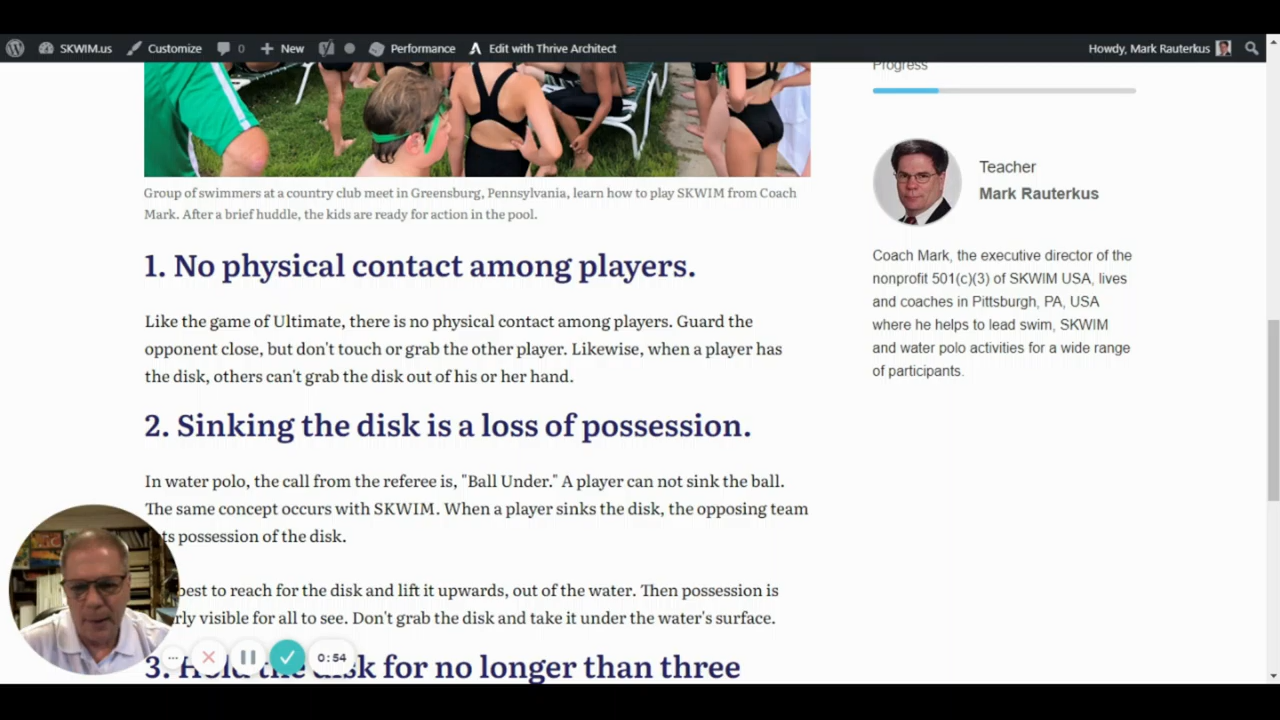 SKWIM.us Customize 0 New Performance Edit with Thrive Architect Howdy, Mark Rauterkus
Progress
Teacher
Mark Rauterkus
Coach Mark, the executive director of the
nonprofit 501(c)(3) of SKWIM USA, lives
and coaches in Pittsburgh, PA, USA
where he helps to lead swim, SKWIM
and water polo activities for a wide range
of participants.
Group of swimmers at a country club meet in Greensburg, Pennsylvania, learn how to play SKWIM from Coach
Mark. After a brief huddle, the kids are ready for action in the pool.
1. No physical contact among players.
Like the game of Ultimate, there is no physical contact among players. Guard the
opponent close, but don't touch or grab the other player. Likewise, when a player has
the disk, others can't grab the disk out of his or her hand.
2. Sinking the disk is a loss of possession.
In water polo, the call from the referee is, "Ball Under." A player can not sink the ball.
The same concept occurs with SKWIM. When a player sinks the disk, the opposing team
possession of the disk.
best to reach for the disk and lift it upwards, out of the water. Then possession is
visible for all to see. Don't grab the disk and take it under the water's surface.
3. Hold the disk for no longer than three
0:54